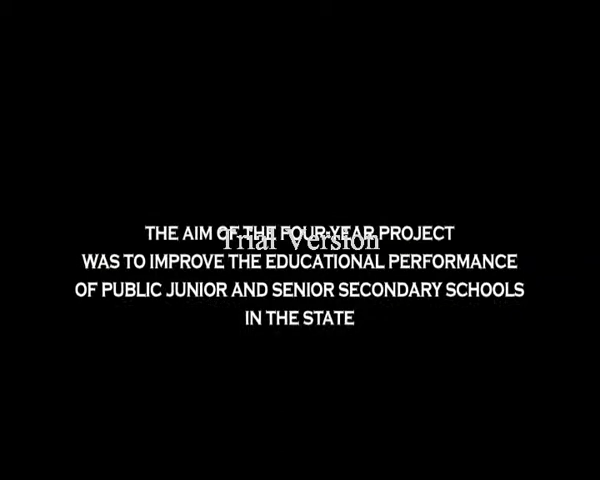 THE AIM OF THE FOUR-YEAR PROJECT
Trial Version
WAS TO IMPROVE THE EDUCATIONAL PERFORMANCE
OF PUBLIC JUNIOR AND SENIOR SECONDARY SCHOOLS
IN THE STATE